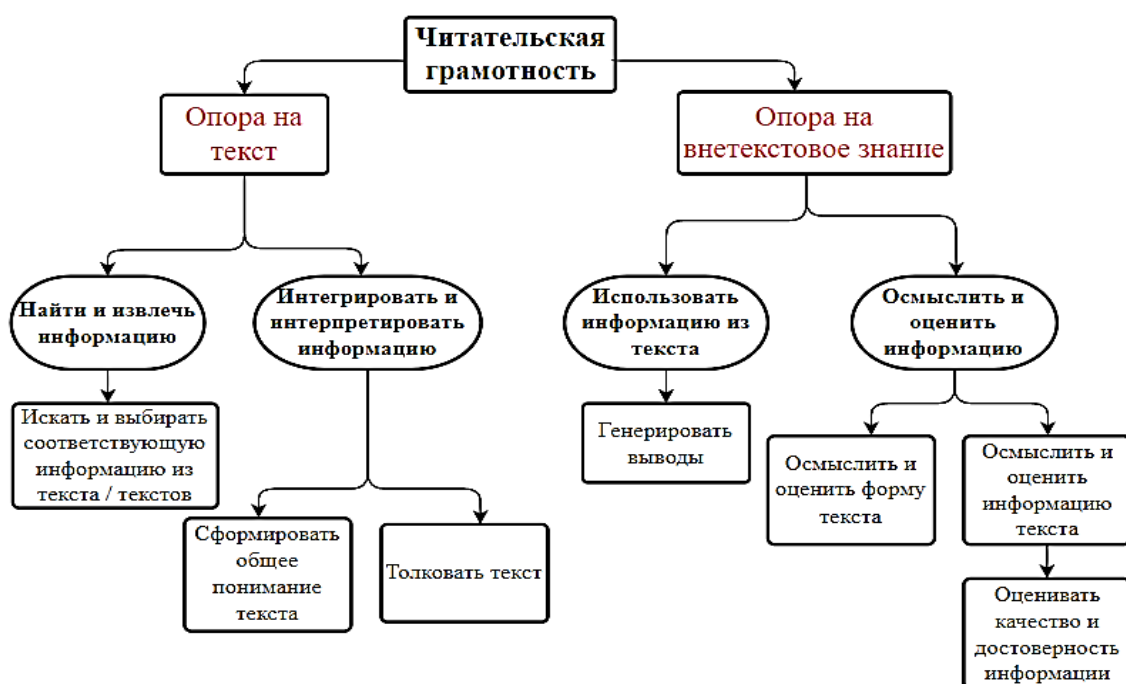 Читательская
грамотность
Опора на
текст
Опора на
внетекстовое знание
Найти и извлечь
информацию
Интегрировать и
интерпретировать
информацию
Использовать
информацию из
текста
Осмыслить и
оценить
информацию
Искать и выбирать
соответствующую
информацию из
текста / текстов
Генерировать
выводы
Осмыслить и
оценить форму
текста
Осмыслить и
оценить
информацию
текста
Сформировать
общее
понимание
текста
Толковать текст
Оценивать
качество и
достоверность
информации